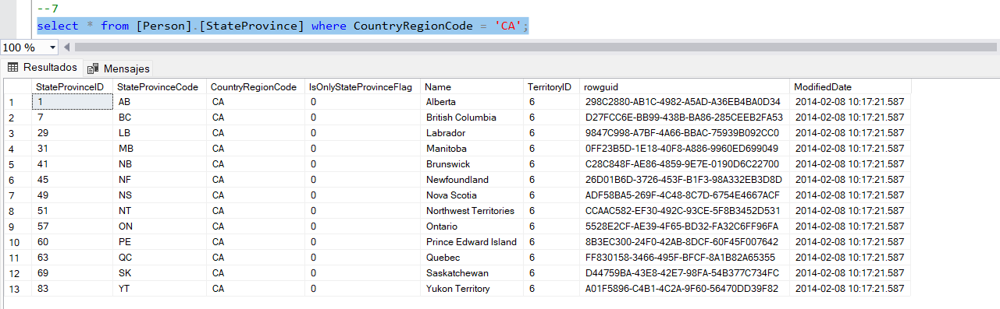 --7
select * from [Person].[StateProvince] where CountryRegionCode = 'CA';
100 %
Resultados Mensajes
StateProvinceID StateProvinceCode CountryRegionCode IsOnlyStateProvinceFlag Name TerritoryID rowguid ModifiedDate
1 1 AB CA 0 Alberta 6 298C2880-AB1C-4982-A5AD-A36EB4BA0D34 2014-02-08 10:17:21.587
2 7 BC CA 0 British Columbia 6 D27FCC6E-BB99-438B-BA86-285CEEB2FA53 2014-02-08 10:17:21.587
3 29 LB CA 0 Labrador 6 9847C998-A7BF-4A66-BBAC-75939B092CC0 2014-02-08 10:17:21.587
4 31 MB CA 0 Manitoba 6 0FF23B5D-1E18-40F8-A886-9960ED699049 2014-02-08 10:17:21.587
5 41 NB CA 0 Brunswick 6 C28C848F-AE86-4859-9E7E-0190D6C22700 2014-02-08 10:17:21.587
6 45 NF CA 0 Newfoundland 6 26D01B6D-3726-453F-B1F3-98A332EB3D8D 2014-02-08 10:17:21.587
7 49 NS CA 0 Nova Scotia 6 ADF58BA5-269F-4C48-8C7D-6754E4667ACF 2014-02-08 10:17:21.587
8 51 NT CA 0 Northwest Territories 6 CCAAC582-EF30-492C-93CE-5F8B3452D531 2014-02-08 10:17:21.587
9 57 ON CA 0 Ontario 6 5528E2CF-AE39-4F65-BD32-FA32C6FF96FA 2014-02-08 10:17:21.587
10 60 PE CA 0 Prince Edward Island 6 8B3EC300-24F0-42AB-8DCF-60F45F007642 2014-02-08 10:17:21.587
11 63 QC CA 0 Quebec 6 FF830158-3466-495F-BFCF-8A1B82A65355 2014-02-08 10:17:21.587
12 69 SK CA 0 Saskatchewan 6 D44759BA-43E8-42E7-98FA-54B377C734FC 2014-02-08 10:17:21.587
13 83 YT CA 0 Yukon Territory 6 A01F5896-C4B1-4C2A-9F60-56470DD39F82 2014-02-08 10:17:21.587